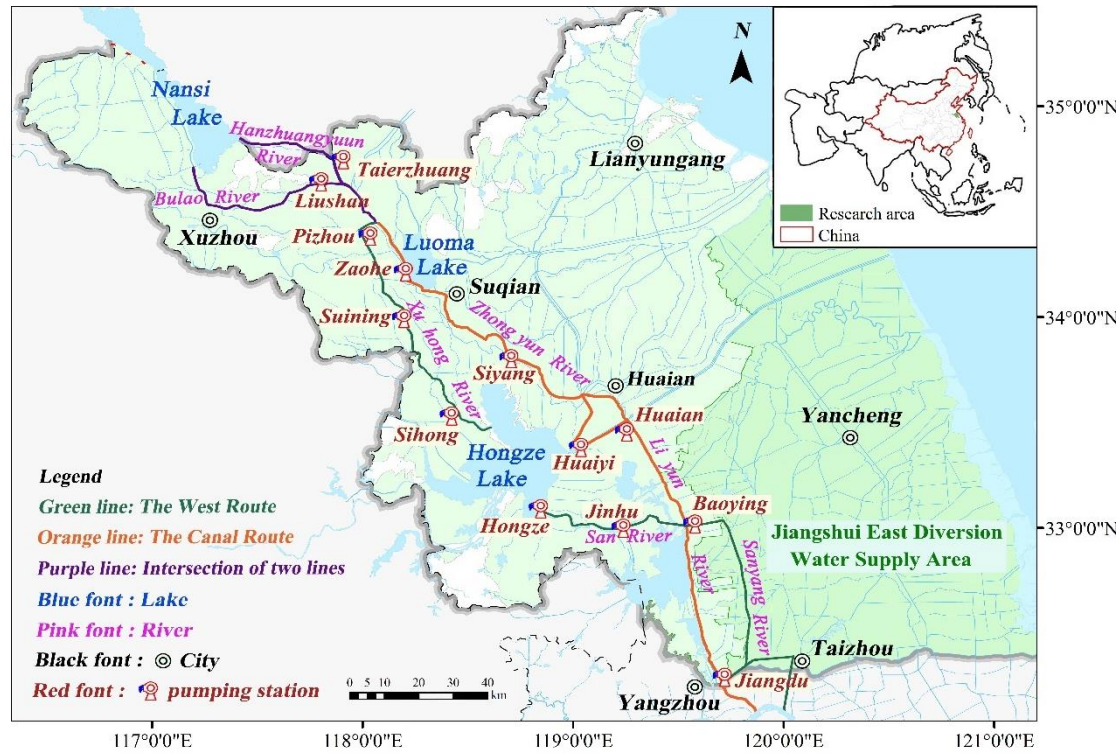 N
35°0'0"N
34°0'0"N
33°0'0"N
117°0'0"E
118°0'0"E
119°0'0"E
120°0'0"E
121°0'0"E
Research area
China
Nansi
Lake
Hanzhuangyuun
River
Taierzhuang
Bulao River
Liushan
Xuzhou
Pizhou
Luoma
Lake
Zaohe
Lianyungang
Suqian
Suining
Xu hong
River
Zhong yun River
Siyang
Huaian
Huaian
Sihong
Hongze
Lake
Huaiyi
Li yun
River
Yancheng
Hongze
Jinhu
San River
Baoying
Sanyang River
Jiangshui East Diversion
Water Supply Area
Taizhou
Jiangdu
Yangzhou
Legend
Green line: The West Route
Orange line: The Canal Route
Purple line: Intersection of two lines
Blue font : Lake
Pink font : River
Black font : City
Red font : pumping station
0 5 10 20 30 40
km